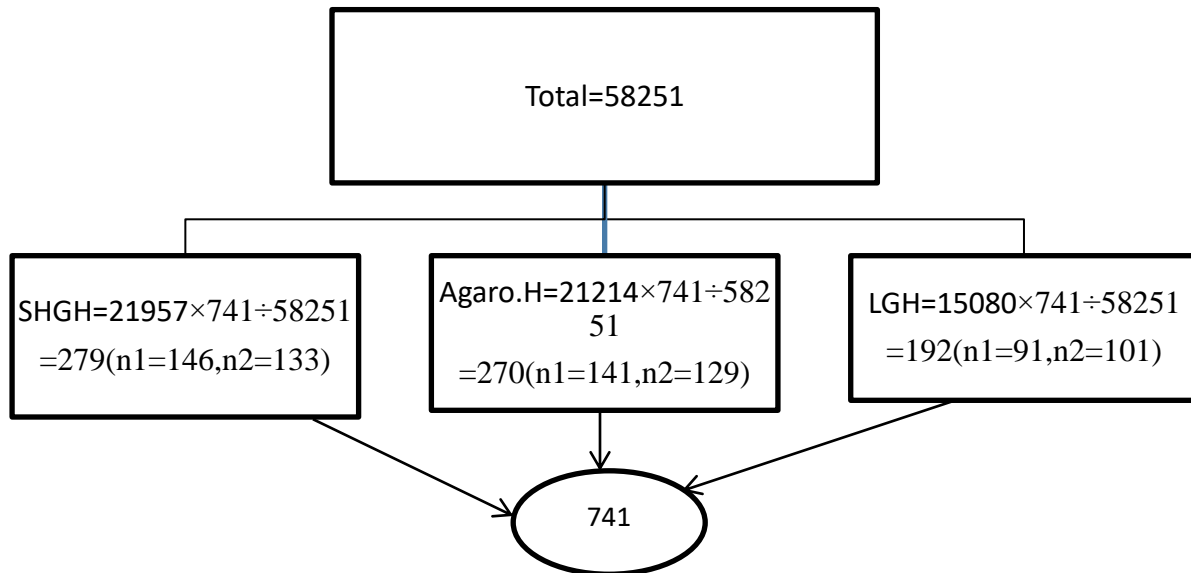 Total=58251
SHGH=21957×741÷58251
=279(n1=146,n2=133)
Agaro.H=21214×741÷582
51
=270(n1=141,n2=129)
LGH=15080×741÷58251
=192(n1=91,n2=101)
741